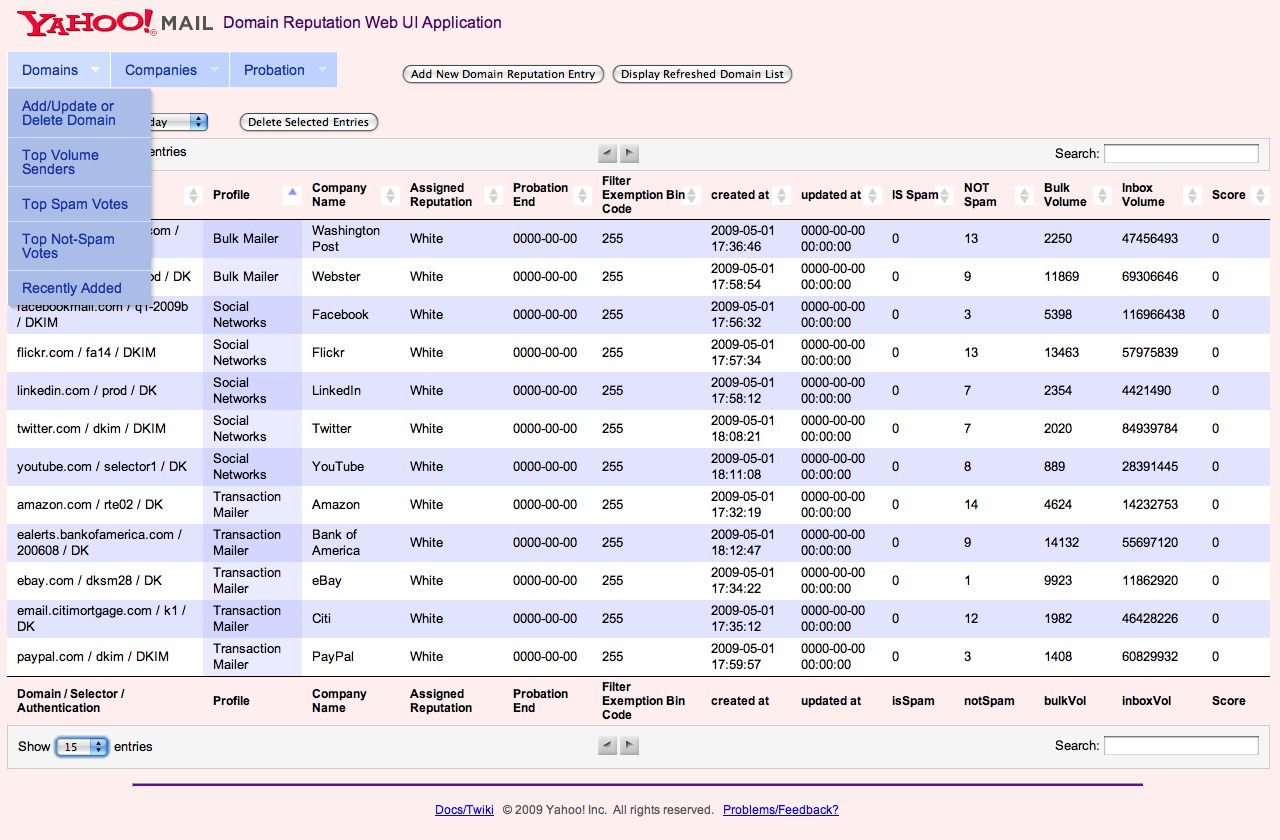 YAHOO!® MAIL Domain Reputation Web UI Application
Domains Companies Probation
Add New Domain Reputation Entry Display Refreshed Domain List
Add/Update or
Delete Domain
Top Volume
Senders
Top Spam Votes
Top Not-Spam
Votes
Recently Added
day Delete Selected Entries
entries Search:
Profile Company Name Assigned Reputation Probation End Filter Exemption Bin Code created at updated at IS Spam NOT Spam Bulk Volume Inbox Volume Score
com / Bulk Mailer Washington Post White 0000-00-00 255 2009-05-01 17:36:46 0000-00-00 00:00:00 0 13 2250 47456493 0
/ DK Bulk Mailer Webster White 0000-00-00 255 2009-05-01 17:58:54 0000-00-00 00:00:00 0 9 11869 69306646 0
facebookmail.com / q1-2009b / DKIM Social Networks Facebook White 0000-00-00 255 2009-05-01 17:56:32 0000-00-00 00:00:00 0 3 5398 116966438 0
flickr.com / fa14 / DKIM Social Networks Flickr White 0000-00-00 255 2009-05-01 17:57:34 0000-00-00 00:00:00 0 13 13463 57975839 0
linkedin.com / prod / DK Social Networks LinkedIn White 0000-00-00 255 2009-05-01 17:58:12 0000-00-00 00:00:00 0 7 2354 4421490 0
twitter.com / dkim / DKIM Social Networks Twitter White 0000-00-00 255 2009-05-01 18:08:21 0000-00-00 00:00:00 0 7 2020 84939784 0
youtube.com / selector1 / DK Social Networks YouTube White 0000-00-00 255 2009-05-01 18:11:08 0000-00-00 00:00:00 0 8 889 28391445 0
amazon.com / rte02 / DK Transaction Mailer Amazon White 0000-00-00 255 2009-05-01 17:32:19 0000-00-00 00:00:00 0 14 4624 14232753 0
ealerts.bankofamerica.com / 200608 / DK Transaction Mailer Bank of America White 0000-00-00 255 2009-05-01 18:12:47 0000-00-00 00:00:00 0 9 14132 55697120 0
ebay.com / dksm28 / DK Transaction Mailer eBay White 0000-00-00 255 2009-05-01 17:34:22 0000-00-00 00:00:00 0 1 9923 11862920 0
email.citimortgage.com / k1 / DK Transaction Mailer Citi White 0000-00-00 255 2009-05-01 17:35:12 0000-00-00 00:00:00 0 12 1982 46428226 0
paypal.com / dkim / DKIM Transaction Mailer PayPal White 0000-00-00 255 2009-05-01 17:59:57 0000-00-00 00:00:00 0 3 1408 60829932 0
Domain / Selector / Authentication Profile Company Name Assigned Reputation Probation End Filter Exemption Bin Code created at updated at isSpam notSpam bulkVol inboxVol Score
Show 15 entries Search:
Docs/Twiki © 2009 Yahoo! Inc. All rights reserved. Problems/Feedback?